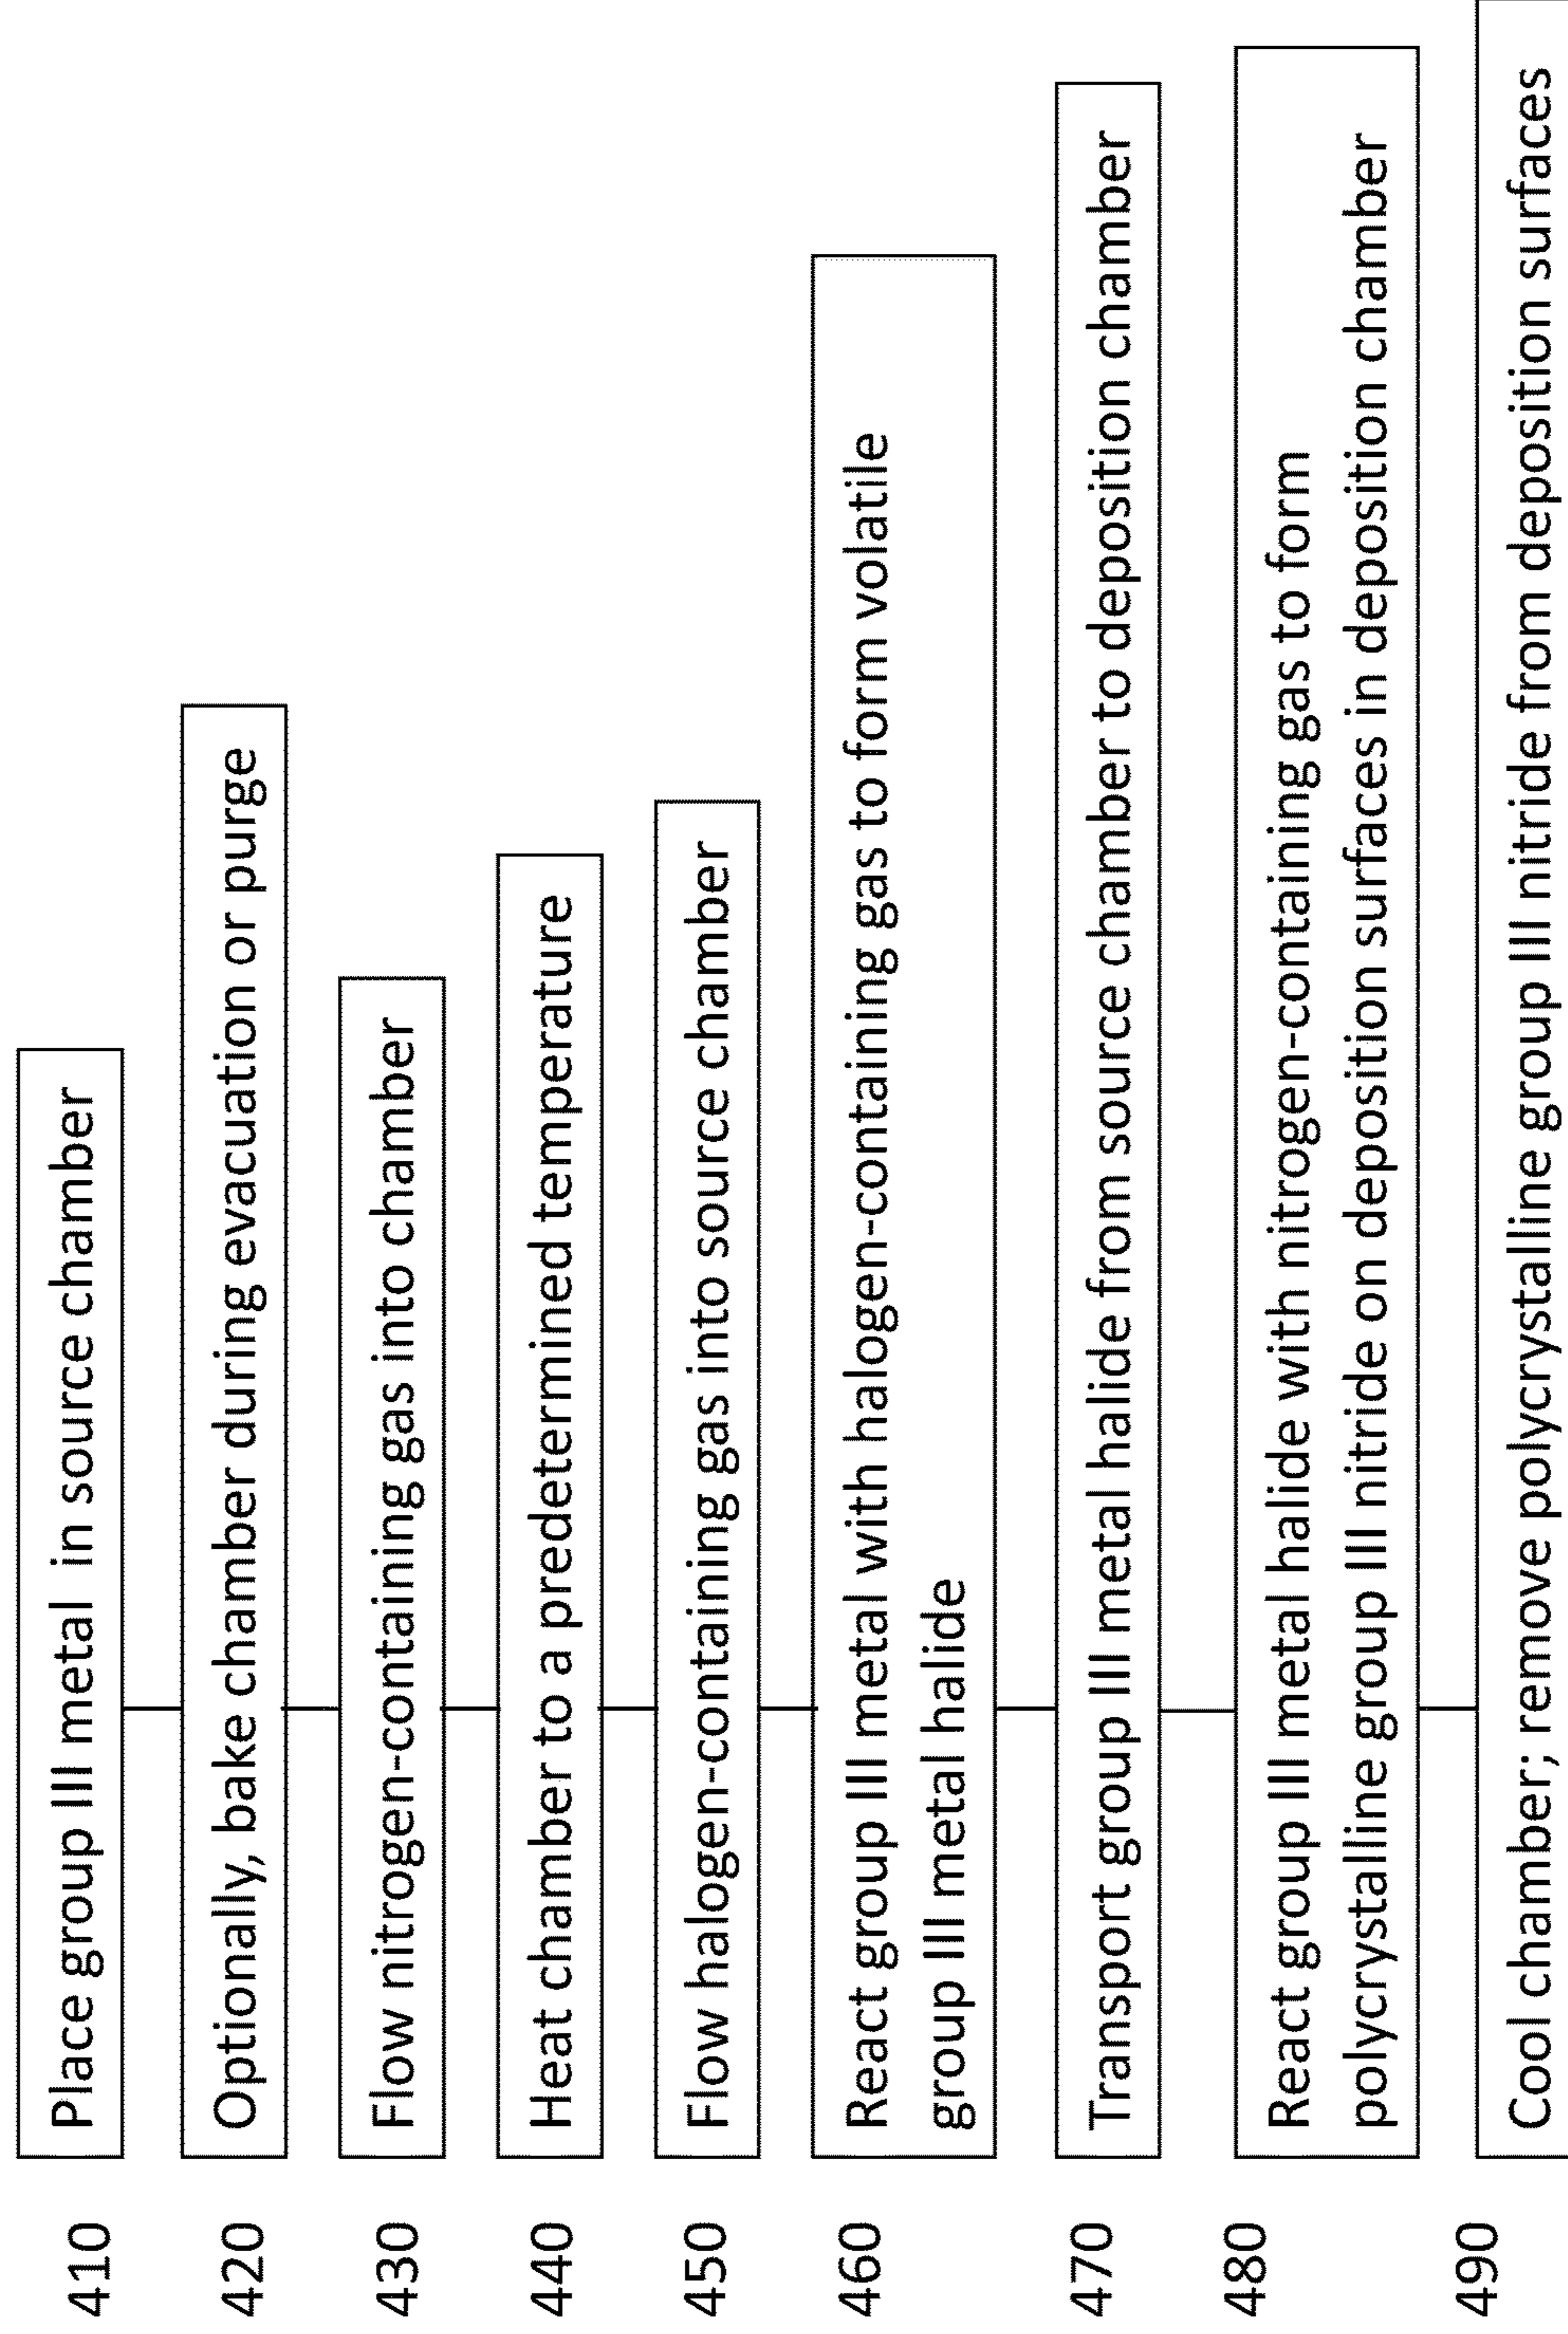 410 Place group III metal in source chamber
420 Optionally, bake chamber during evacuation or purge
430 Flow nitrogen-containing gas into chamber
440 Heat chamber to a predetermined temperature
450 Flow halogen-containing gas into source chamber
460 React group III metal with halogen-containing gas to form volatile
group III metal halide
470 Transport group III metal halide from source chamber to deposition chamber
480 React group III metal halide with nitrogen-containing gas to form
polycrystalline group III nitride on deposition surfaces in deposition chamber
490 Cool chamber; remove polycrystalline group III nitride from deposition surfaces